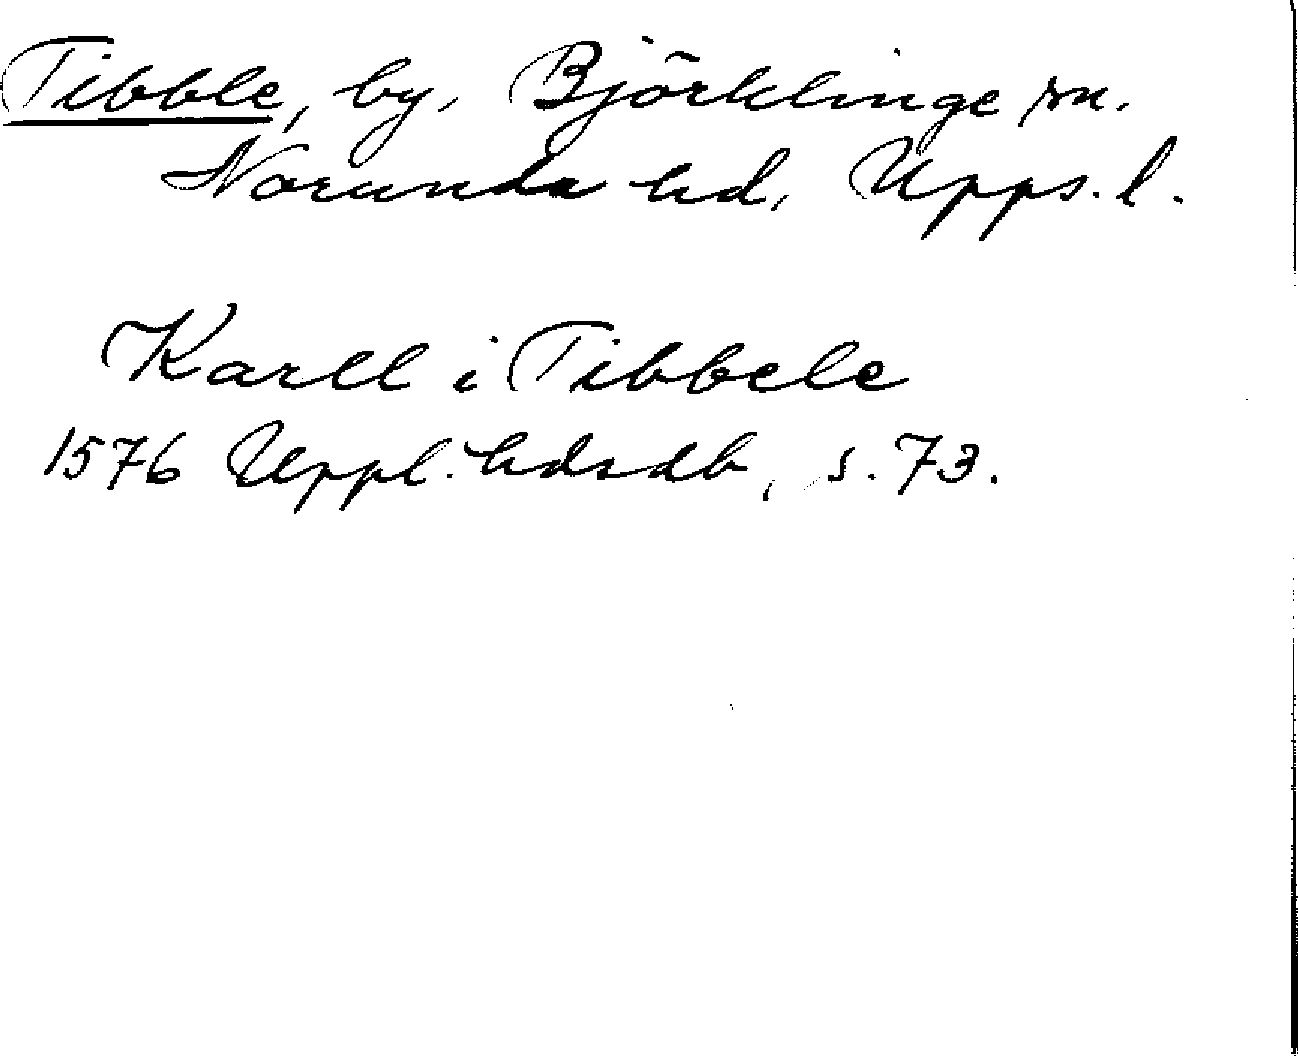 Tibble, by, Björklinge sn.
Norunda hd, Upps. l.
Karll i Tibbele
1576 Uppl. hdsdb, s. 73.